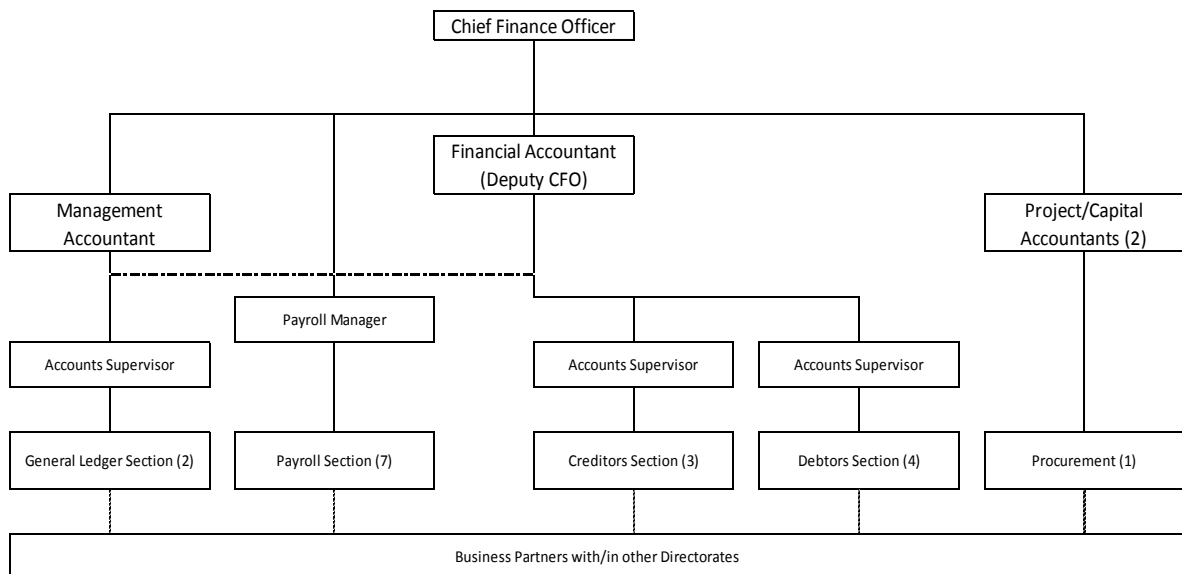 Chief Finance Officer
Financial Accountant
(Deputy CFO)
Management
Accountant
Project/Capital
Accountants (2)
Payroll Manager
Accounts Supervisor
Accounts Supervisor
Accounts Supervisor
General Ledger Section (2)
Payroll Section (7)
Creditors Section (3)
Debtors Section (4)
Procurement (1)
Business Partners with/in other Directorates